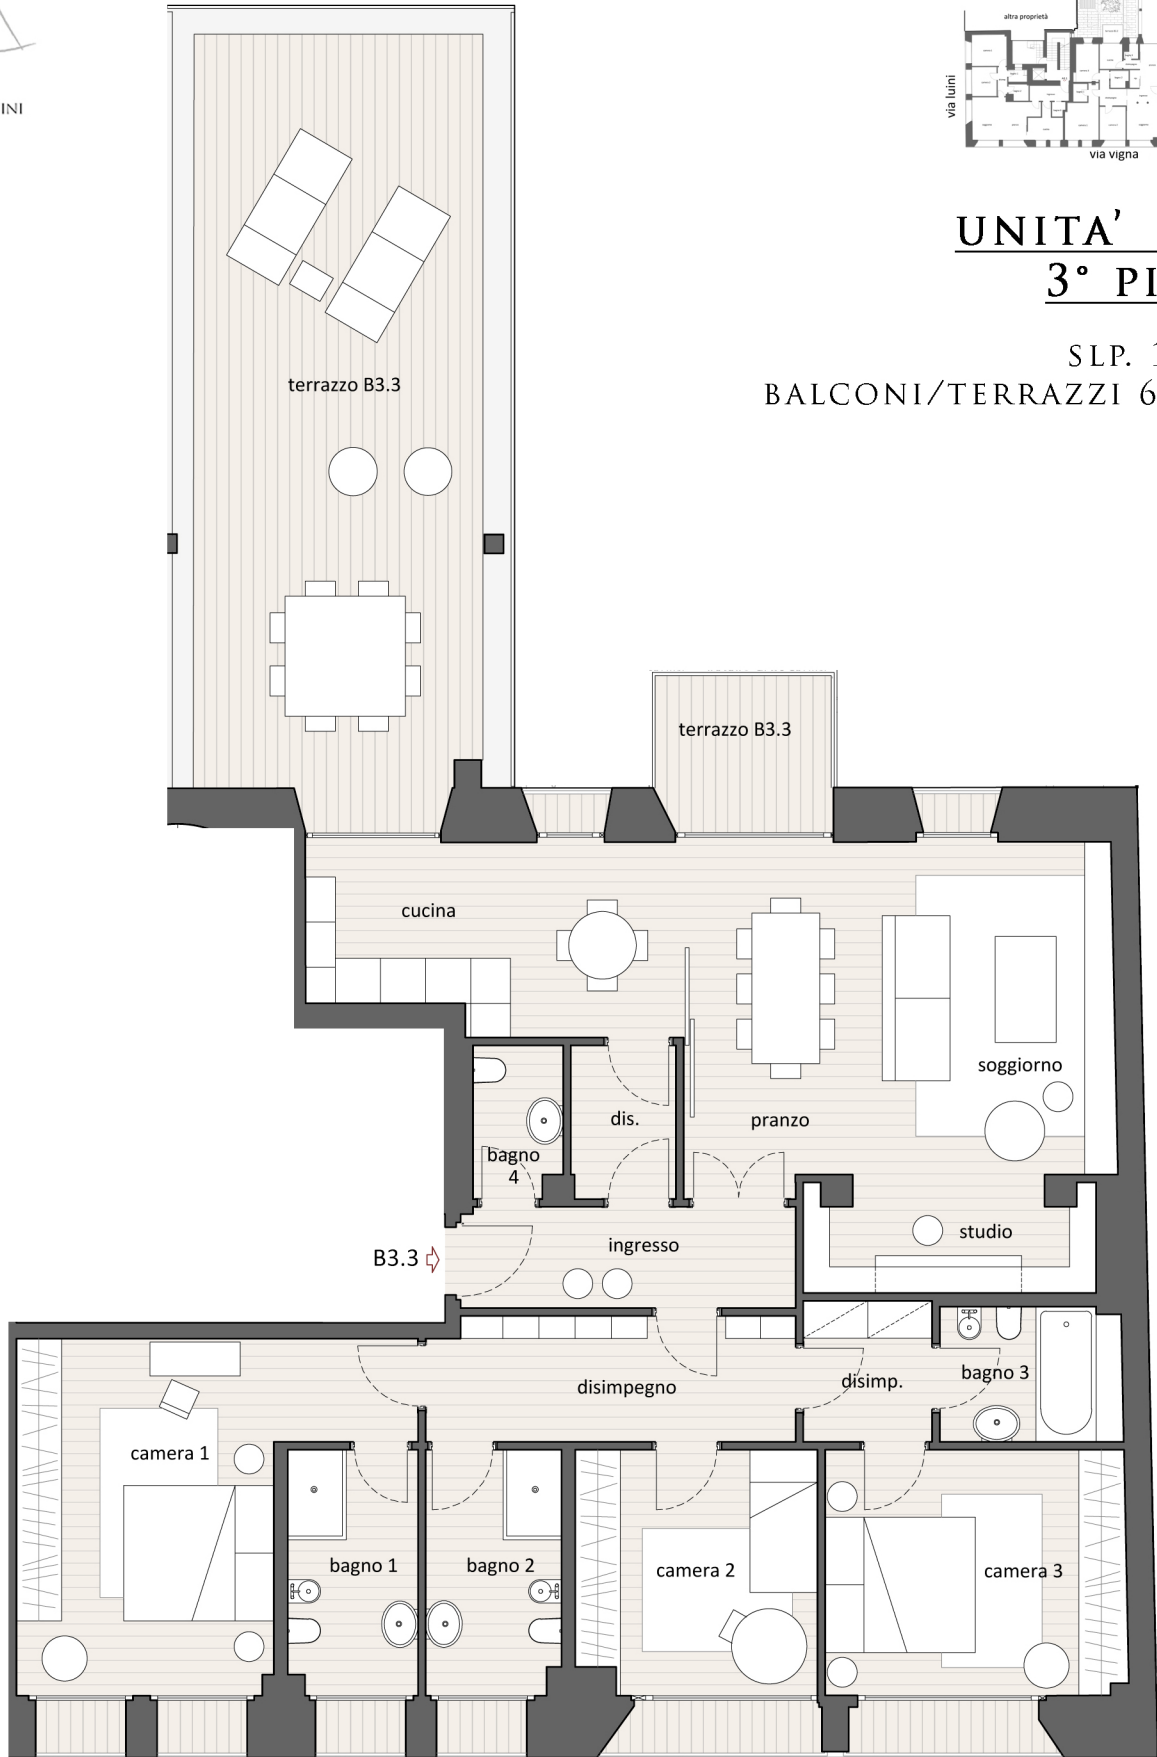 INI
altra proprietà
via luini
via vigna
UNITA’
3° PI
SLP. 1
BALCONI/TERRAZZI 6
terrazzo B3.3
terrazzo B3.3
cucina
soggiorno
dis.
pranzo
bagno
4
studio
ingresso
B3.3
bagno 3
disimp.
disimpegno
camera 1
bagno 1
bagno 2
camera 2
camera 3